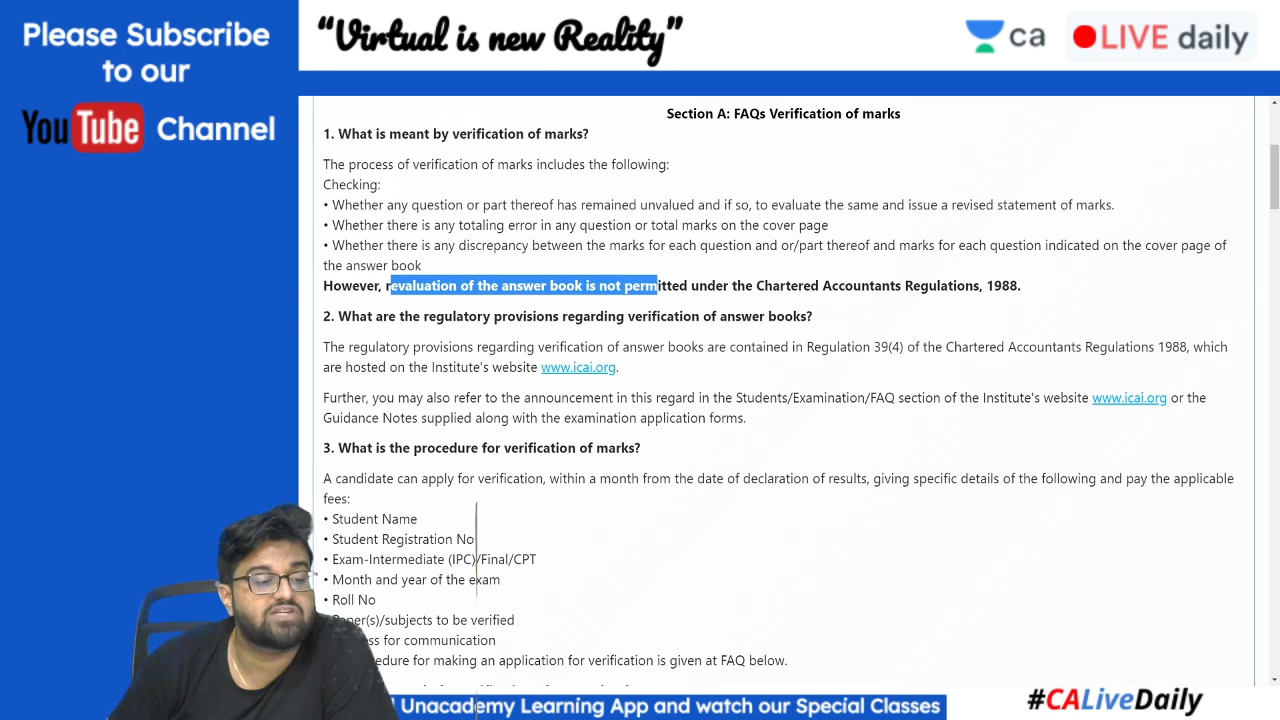 Please Subscribe
to our
YouTube Channel
“Virtual is new Reality”
ca
LIVE daily
Section A: FAQs Verification of marks
1. What is meant by verification of marks?
The process of verification of marks includes the following:
Checking:
• Whether any question or part thereof has remained unvalued and if so, to evaluate the same and issue a revised statement of marks.
• Whether there is any totaling error in any question or total marks on the cover page
• Whether there is any discrepancy between the marks for each question and or/part thereof and marks for each question indicated on the cover page of
the answer book
However, revaluation of the answer book is not permitted under the Chartered Accountants Regulations, 1988.
2. What are the regulatory provisions regarding verification of answer books?
The regulatory provisions regarding verification of answer books are contained in Regulation 39(4) of the Chartered Accountants Regulations 1988, which
are hosted on the Institute's website www.icai.org.
Further, you may also refer to the announcement in this regard in the Students/Examination/FAQ section of the Institute's website www.icai.org or the
Guidance Notes supplied along with the examination application forms.
3. What is the procedure for verification of marks?
A candidate can apply for verification, within a month from the date of declaration of results, giving specific details of the following and pay the applicable
fees:
• Student Name
• Student Registration No
• Exam-Intermediate (IPC)/Final/CPT
• Month and year of the exam
• Roll No
Paper(s)/subjects to be verified
for communication
for making an application for verification is given at FAQ below.
Unacademy Learning App and watch our Special Classes
#CALiveDaily